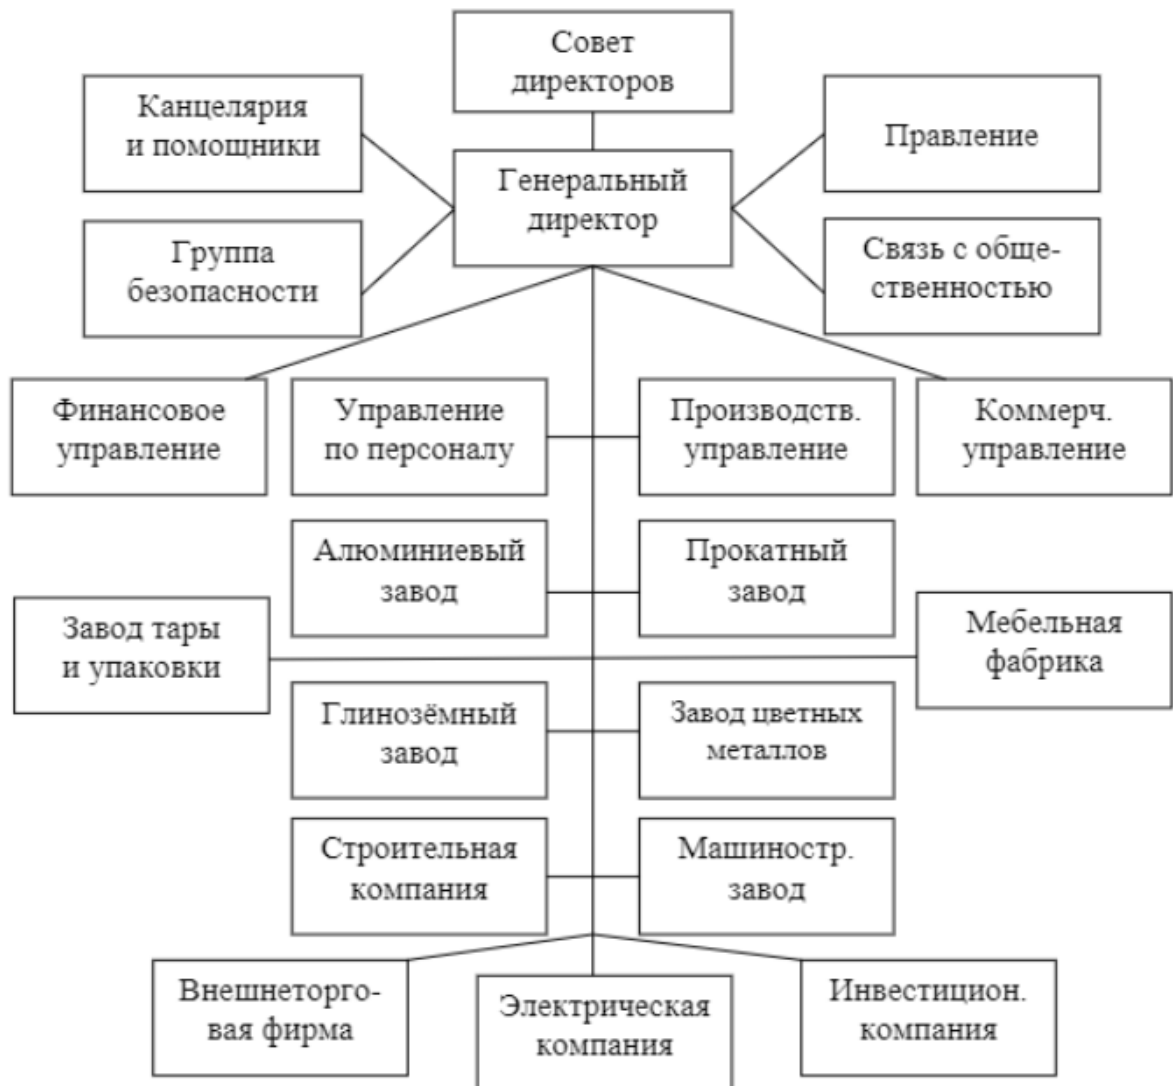 Совет
директоров
Канцелярия
и помощники
Правление
Генеральный
директор
Группа
безопасности
Связь с обще-
ственностью
Финансовое
управление
Управление
по персоналу
Производств.
управление
Коммерч.
управление
Алюминиевый
завод
Прокатный
завод
Завод тары
и упаковки
Мебельная
фабрика
Глинозёмный
завод
Завод цветных
металлов
Строительная
компания
Машиностр.
завод
Внешнеторго-
вая фирма
Электрическая
компания
Инвестицион.
компания